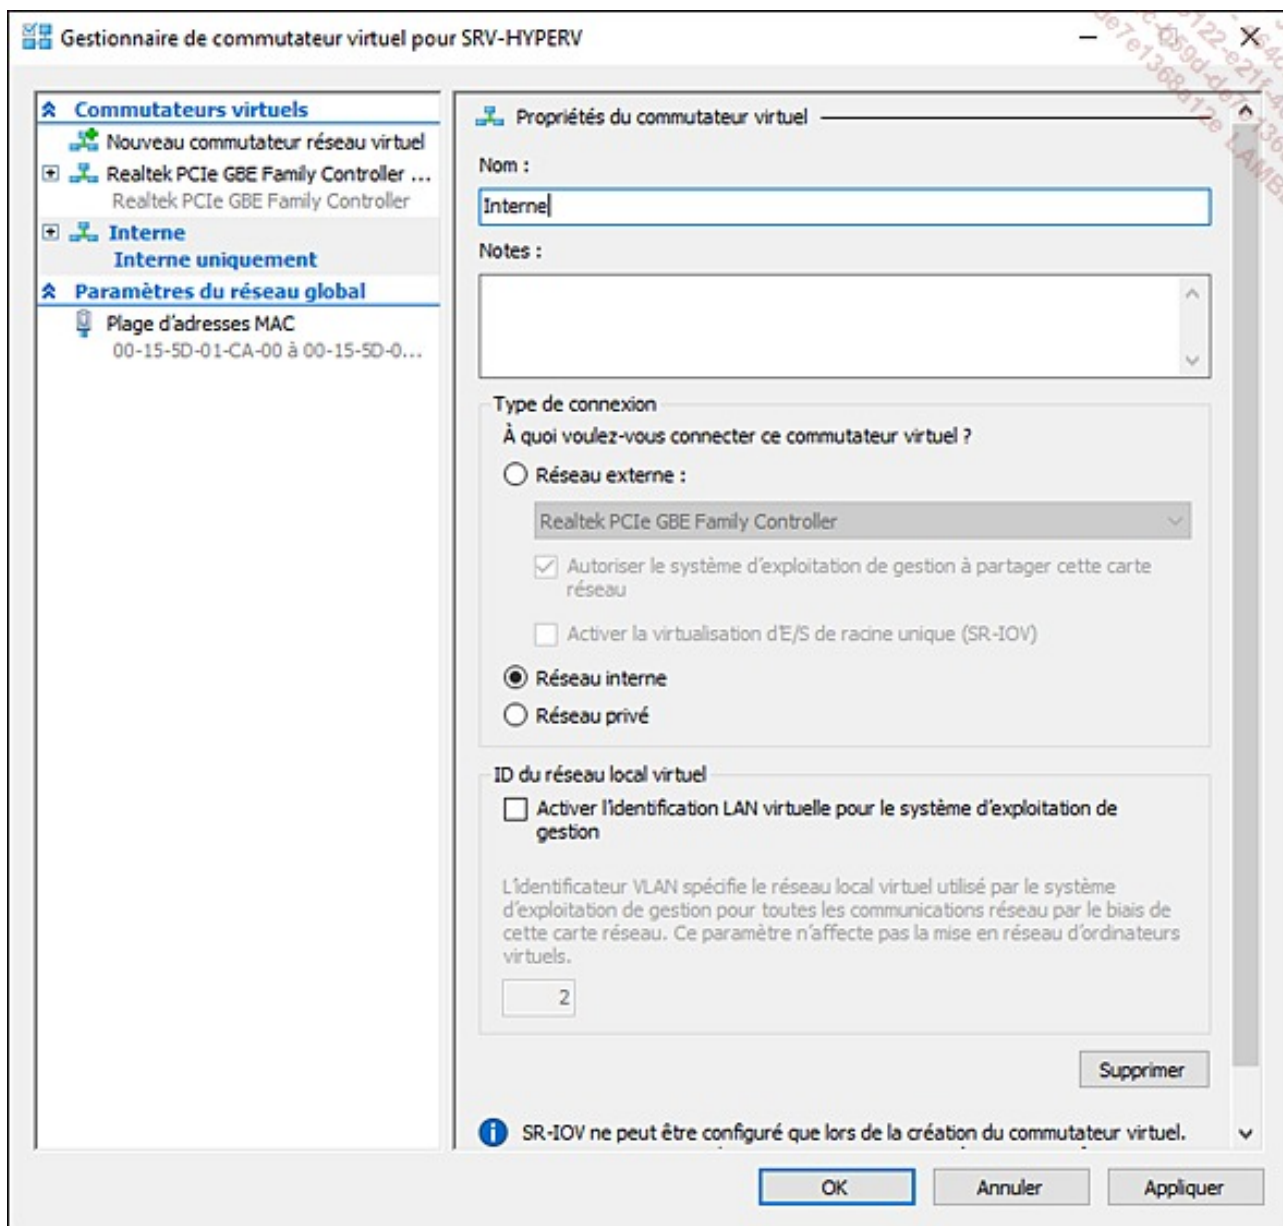 Gestionnaire de commutateur virtuel pour SRV-HYPERV
Commutateurs virtuels
Nouveau commutateur réseau virtuel
Realtek PCIe GBE Family Controller ...
Realtek PCIe GBE Family Controller
Interne
Interne uniquement
Paramètres du réseau global
Plage d'adresses MAC
00-15-5D-01-CA-00 à 00-15-5D-0...
Propriétés du commutateur virtuel
Nom :
Interne
Notes :
Type de connexion
À quoi voulez-vous connecter ce commutateur virtuel ?
Réseau externe :
Realtek PCIe GBE Family Controller
Autoriser le système d'exploitation de gestion à partager cette carte
réseau
Activer la virtualisation d'E/S de racine unique (SR-IOV)
Réseau interne
Réseau privé
ID du réseau local virtuel
Activer l'identification LAN virtuelle pour le système d'exploitation de
gestion
L'identificateur VLAN spécifie le réseau local virtuel utilisé par le système
d'exploitation de gestion pour toutes les communications réseau par le biais de
cette carte réseau. Ce paramètre n'affecte pas la mise en réseau d'ordinateurs
virtuels.
2
Supprimer
SR-IOV ne peut être configuré que lors de la création du commutateur virtuel.
OK
Annuler
Appliquer